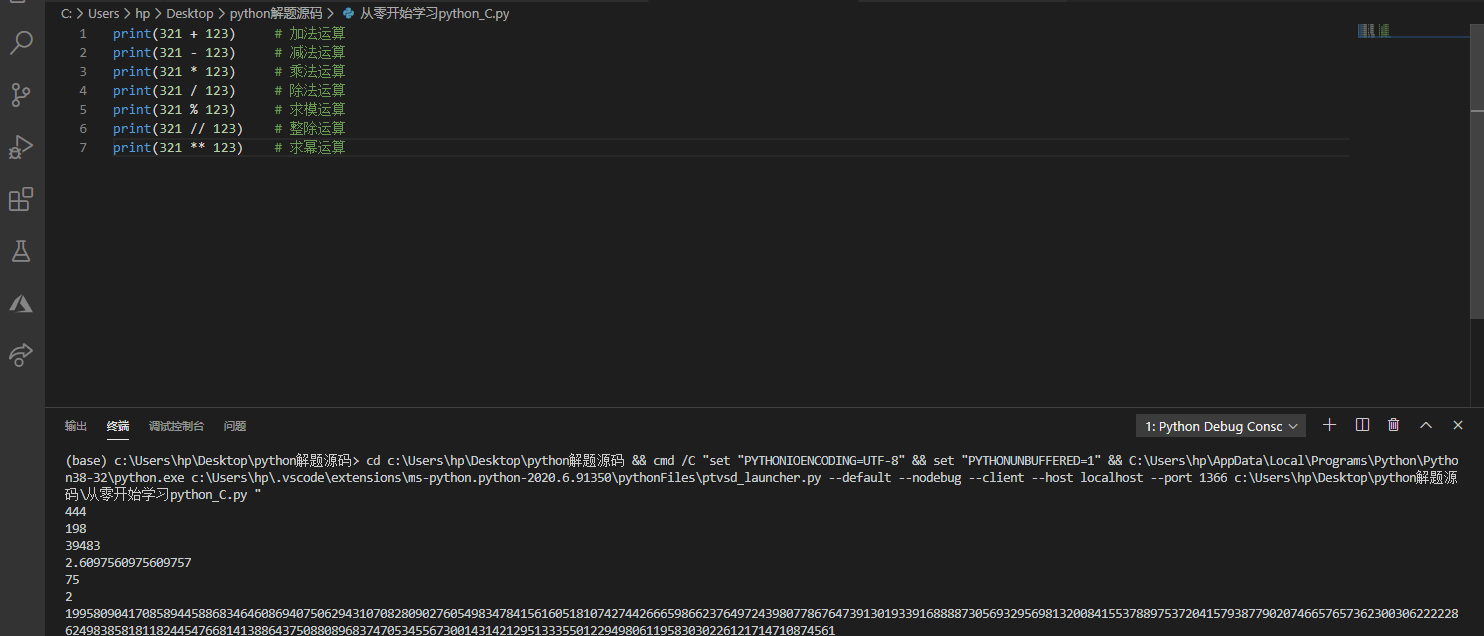 C: > Users > hp > Desktop > python解题源码 > 从零开始学习python_C.py
1 print(321 + 123) # 加法运算
2 print(321 - 123) # 减法运算
3 print(321 * 123) # 乘法运算
4 print(321 / 123) # 除法运算
5 print(321 % 123) # 求模运算
6 print(321 // 123) # 整除运算
7 print(321 ** 123) # 求幂运算
输出 终端 调试控制台 问题 1: Python Debug Consc
(base) c:\Users\hp\Desktop\python解题源码> cd c:\Users\hp\Desktop\python解题源码 && cmd /C "set "PYTHONIOENCODING=UTF-8" && set "PYTHONUNBUFFERED=1" && C:\Users\hp\AppData\Local\Programs\Python\Pytho
n38-32\python.exe c:\Users\hp\.vscode\extensions\ms-python.python-2020.6.91350\pythonFiles\ptvsd_launcher.py --default --nodebug --client --host localhost --port 1366 c:\Users\hp\Desktop\python解题源
码\从零开始学习python_C.py "
444
198
39483
2.6097560975609757
75
2
199580904170858944588683464608694075062943107082809027605498347841561605181074274426665986623764972439807786764739130193391688887305693295698132008415537889753720415793877902074665765736230030622​2228
6249838581811824454766814138864375088089683747053455673001431421295133355012294980611958303022612171471087456​1